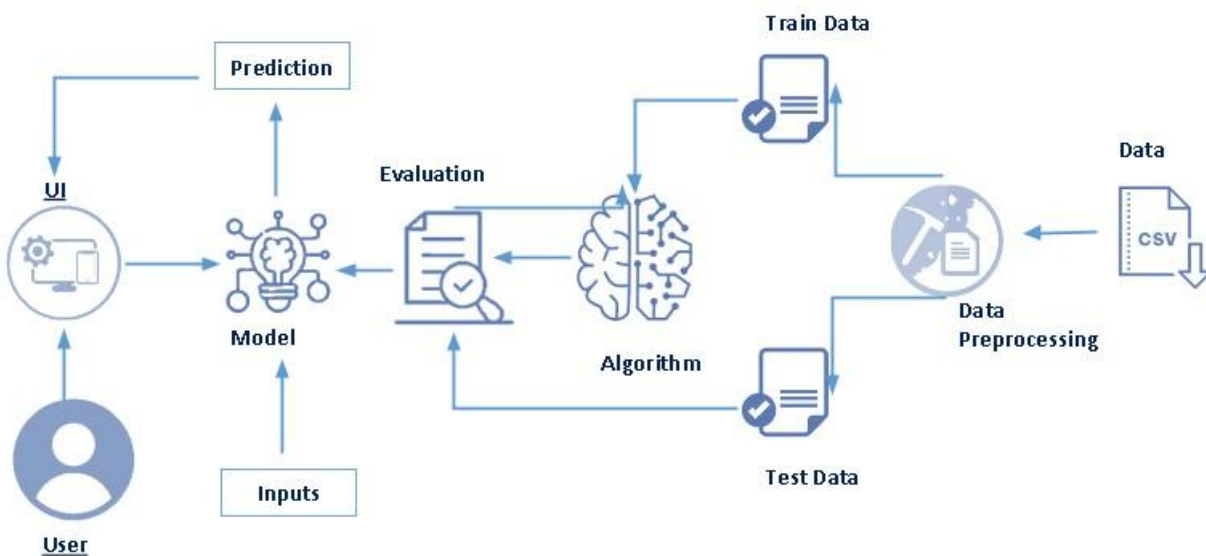 Train Data
Prediction
Data
Evaluation
UI
CSV
Data
Preprocessing
Model
Algorithm
Test Data
Inputs
User